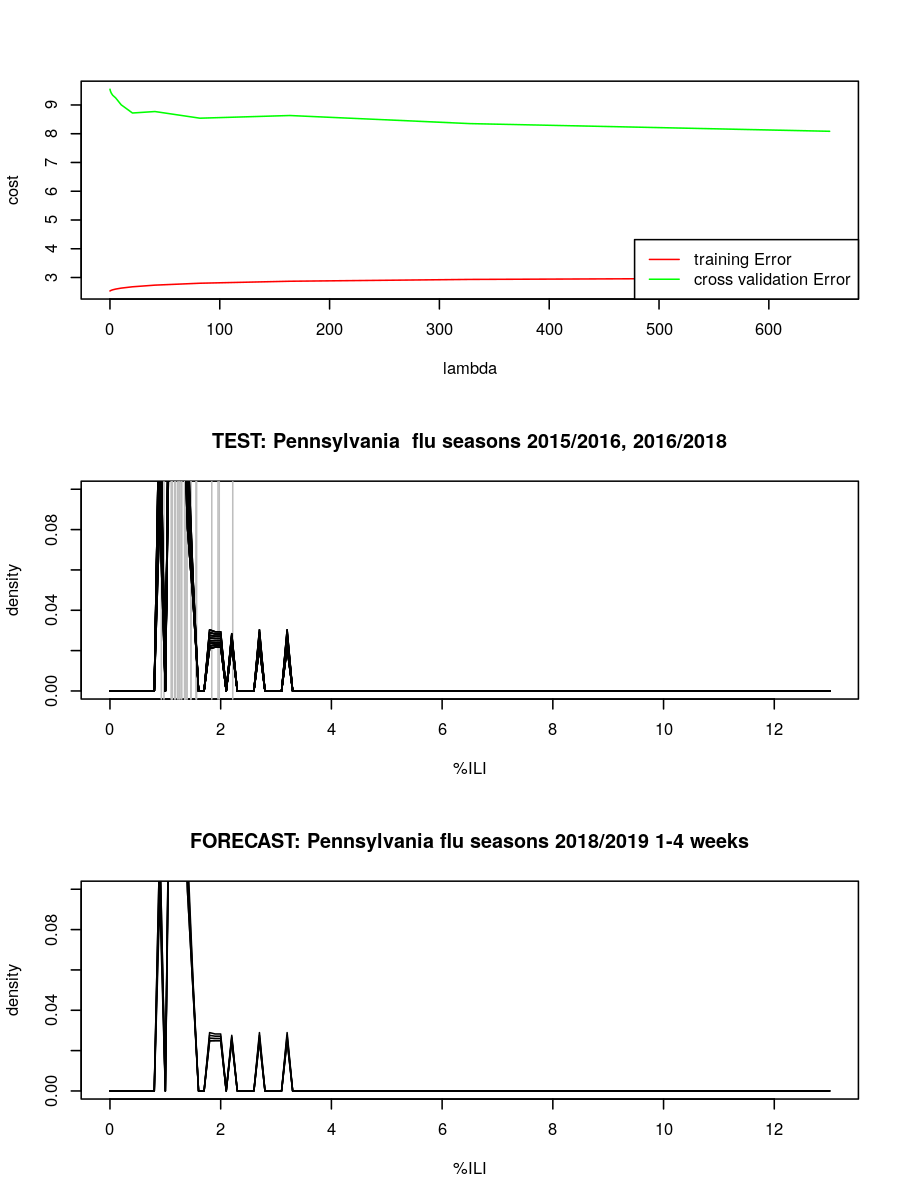 9
8
7
6
5
4
3
cost
training Error
cross validation Error
0 100 200 300 400 500 600
lambda
TEST: Pennsylvania  flu seasons 2015/2016, 2016/2018
0.08
0.04
0.00
density
0 2 4 6 8 10 12
%ILI
FORECAST: Pennsylvania flu seasons 2018/2019 1-4 weeks
0.08
0.04
0.00
density
0 2 4 6 8 10 12
%ILI